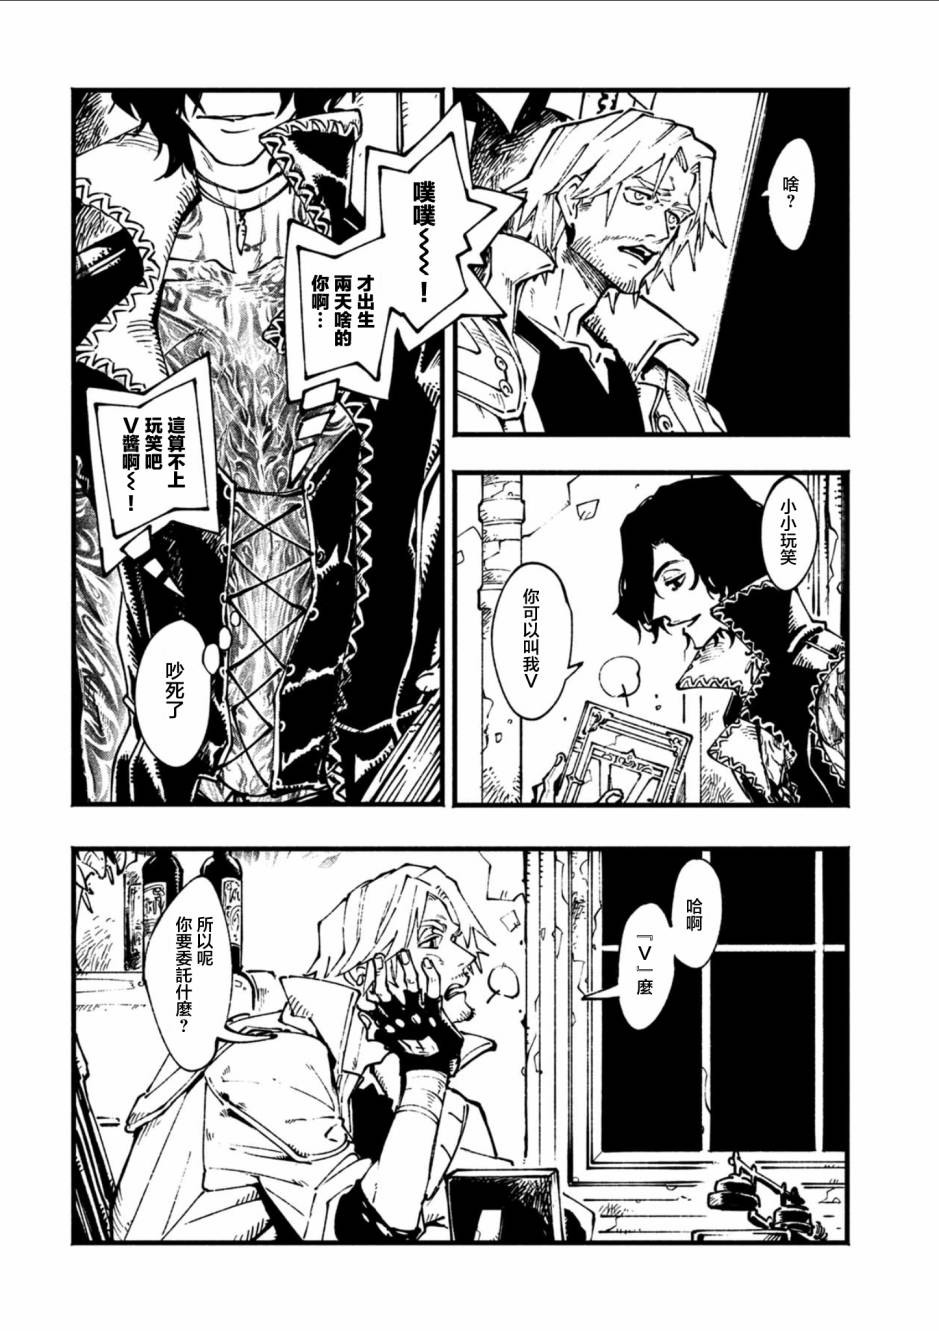 啥?
噗噗~~~!
才出生
兩天啥的
你啊…
這算不上
玩笑吧
V醬啊~!
吵死了
小小玩笑
你可以叫我V
哈啊
『V』麼
所以呢
你要委託什麼?